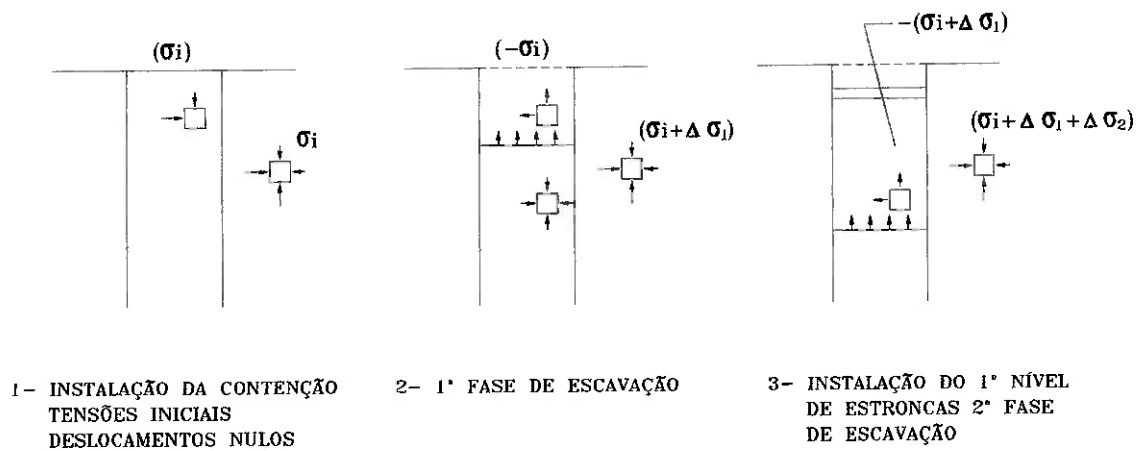 (σi)
σi
(-σi)
(σi+Δ σ₁)
-(σi+Δ σ₁)
(σi+Δ σ₁+Δ σ₂)
1- INSTALAÇÃO DA CONTENÇÃO
TENSÕES INICIAIS
DESLOCAMENTOS NULOS
2- 1° FASE DE ESCAVAÇÃO
3- INSTALAÇÃO DO 1° NÍVEL
DE ESTRONCAS 2° FASE
DE ESCAVAÇÃO